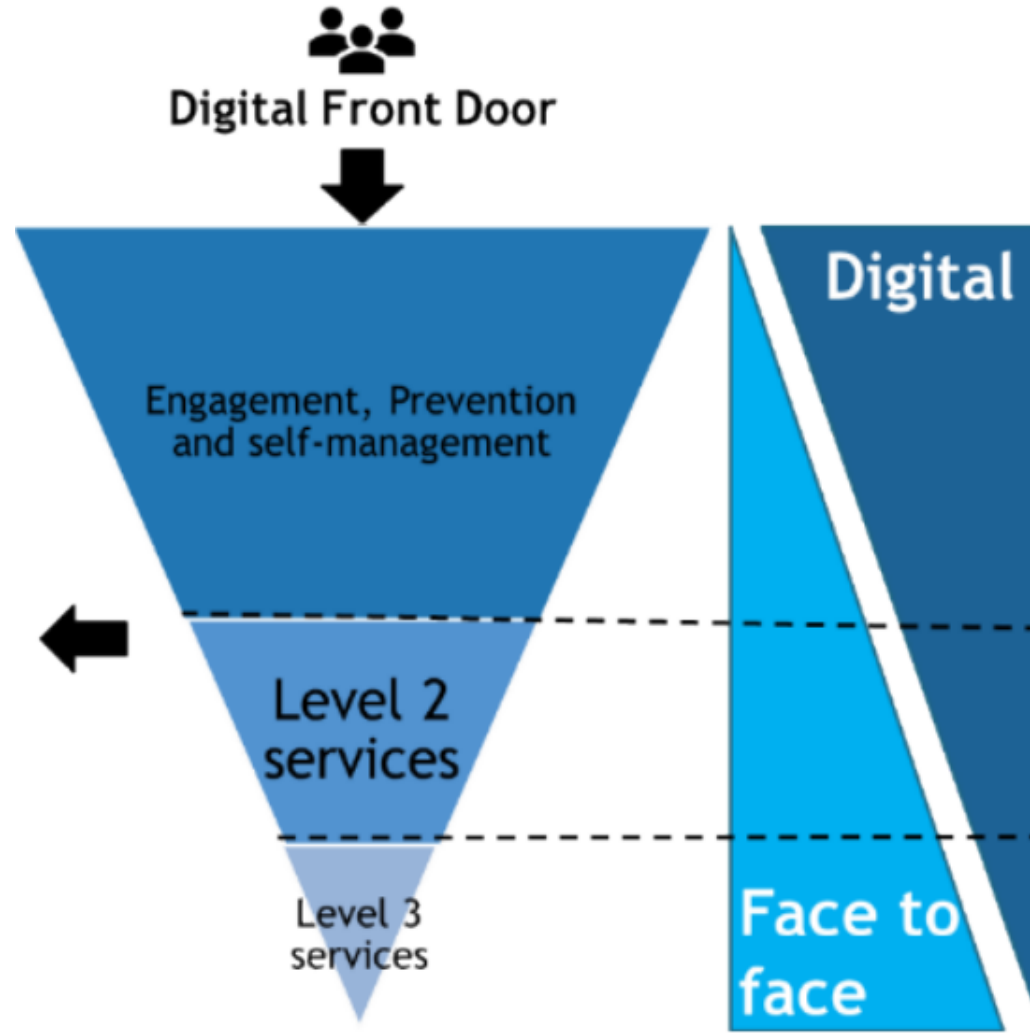 Digital Front Door
Digital
Engagement, Prevention
and self-management
Level 2
services
Level 3
services
Face to
face